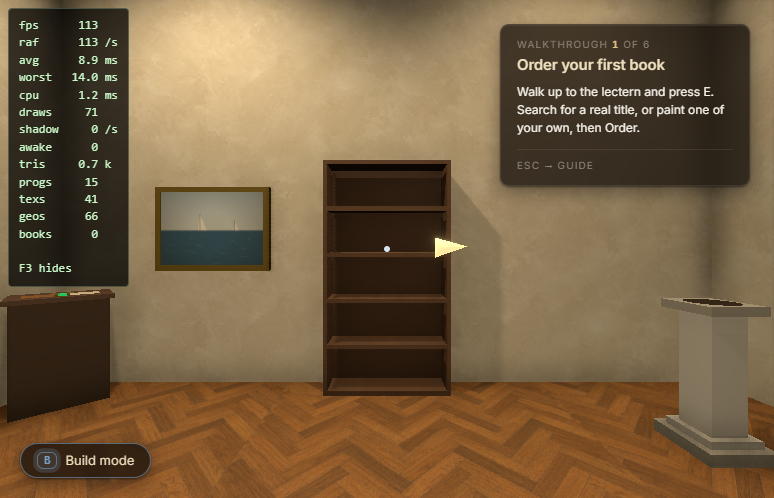 fps 113
raf 113 /s
avg 8.9 ms
worst 14.0 ms
cpu 1.2 ms
draws 71
shadow 0 /s
awake 0
tris 0.7 k
progs 15
texs 41
geos 66
books 0
F3 hides
WALKTHROUGH 1 OF 6
Order your first book
Walk up to the lectern and press E.
Search for a real title, or paint one of
your own, then Order.
ESC → GUIDE
B Build mode